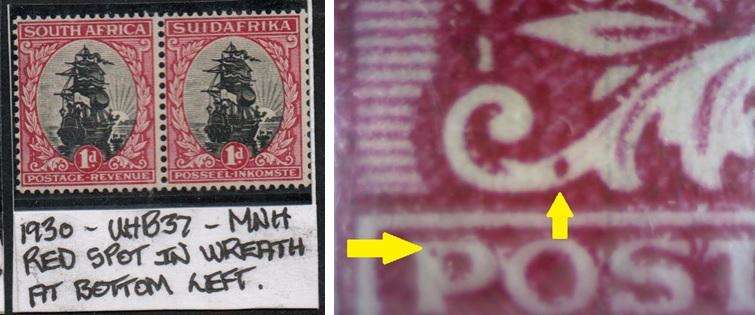 SOUTH AFRICA
1d
POSTAGE-REVENUE
SUIDAFRIKA
1d
POSSEEL-INKOMSTE
1930 - UHB37 - MNH
RED SPOT IN WREATH
AT BOTTOM LEFT.
POST